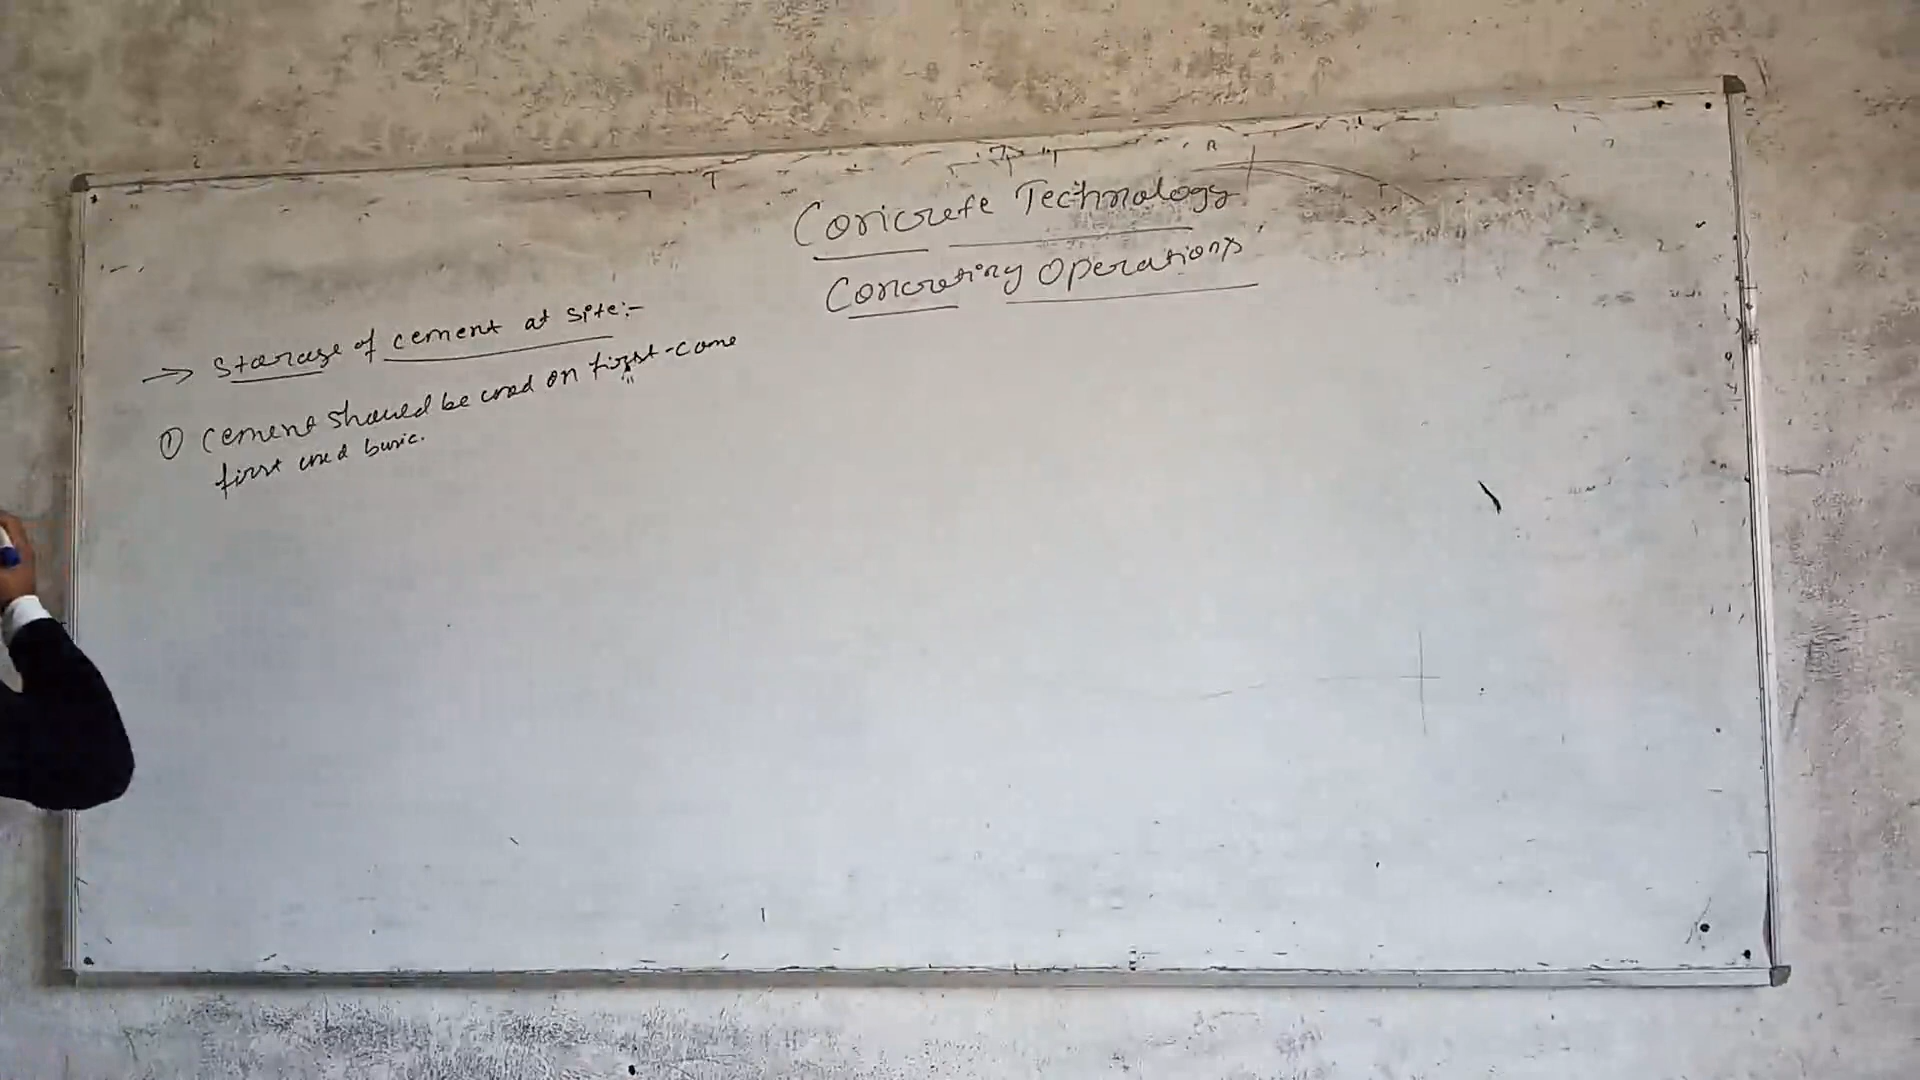 Concrete Technology
Concreting Operations
→ Storage of cement at site:-
① Cement should be used on first-come
first used basic.